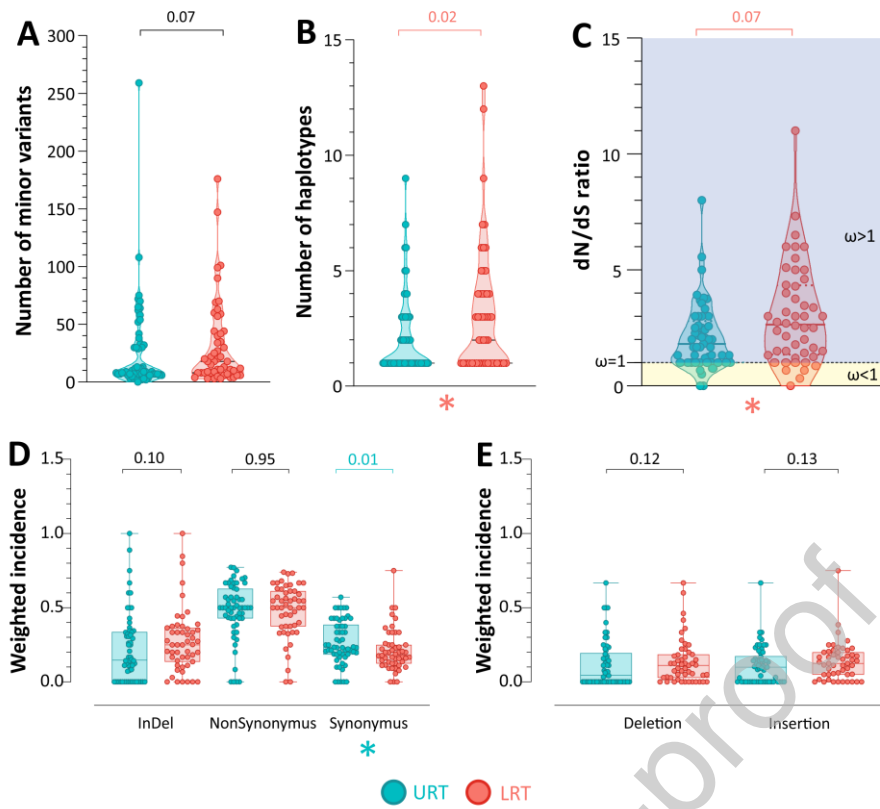 A
0.07
300
250
200
150
100
50
0
Number of minor variants
B
0.02
15
10
5
0
Number of haplotypes
*
C
0.07
15
10
5
0
dN/dS ratio
ω>1
ω=1
ω<1
*
D
0.10 0.95 0.01
1.5
1.0
0.5
0.0
Weighted incidence
InDel NonSynonymus Synonymus
*
E
0.12 0.13
1.5
1.0
0.5
0.0
Weighted incidence
Deletion Insertion
URT LRT
proof